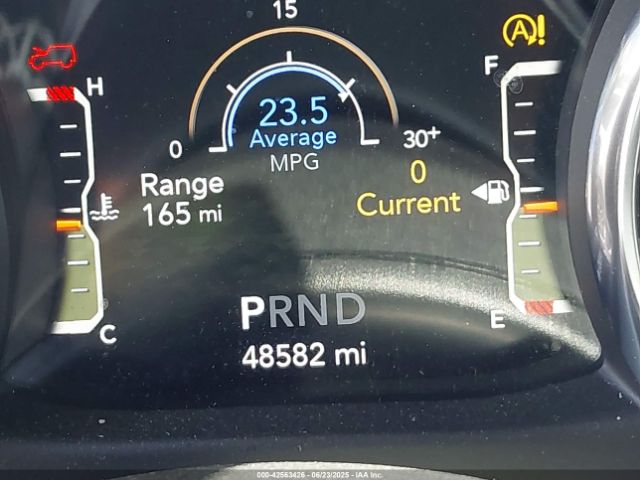 15
A!
H
F
23.5
Average
MPG
0
30+
Range
165 mi
0
Current
PRND
C
E
48582 mi
000-42563426 | 06/23/2025 | IAA Inc.